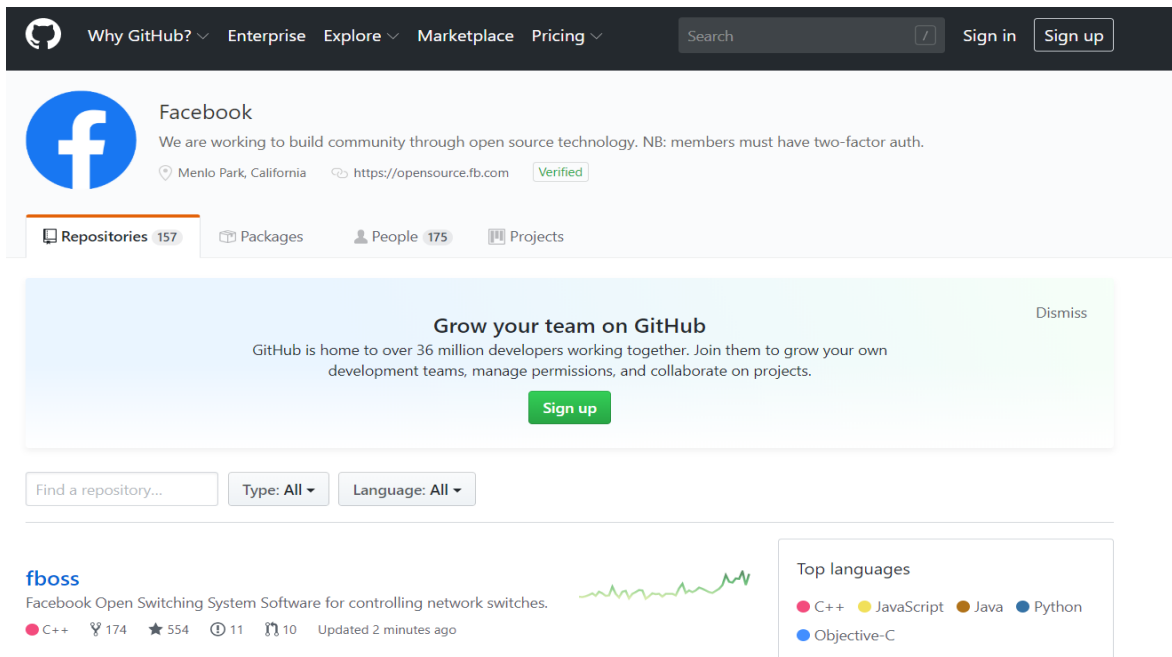 Why GitHub? Enterprise Explore Marketplace Pricing Search / Sign in Sign up
Facebook
We are working to build community through open source technology. NB: members must have two-factor auth.
Menlo Park, California https://opensource.fb.com Verified
Repositories 157 Packages People 175 Projects
Dismiss
Grow your team on GitHub
GitHub is home to over 36 million developers working together. Join them to grow your own
development teams, manage permissions, and collaborate on projects.
Sign up
Find a repository... Type: All Language: All
fboss
Facebook Open Switching System Software for controlling network switches.
C++ 174 554 11 10 Updated 2 minutes ago
Top languages
C++ JavaScript Java Python
Objective-C